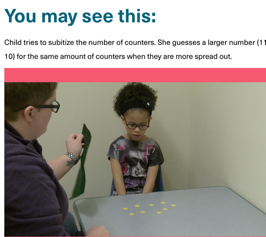 You may see this:
Child tries to subitize the number of counters. She guesses a larger number (11
10) for the same amount of counters when they are more spread out.